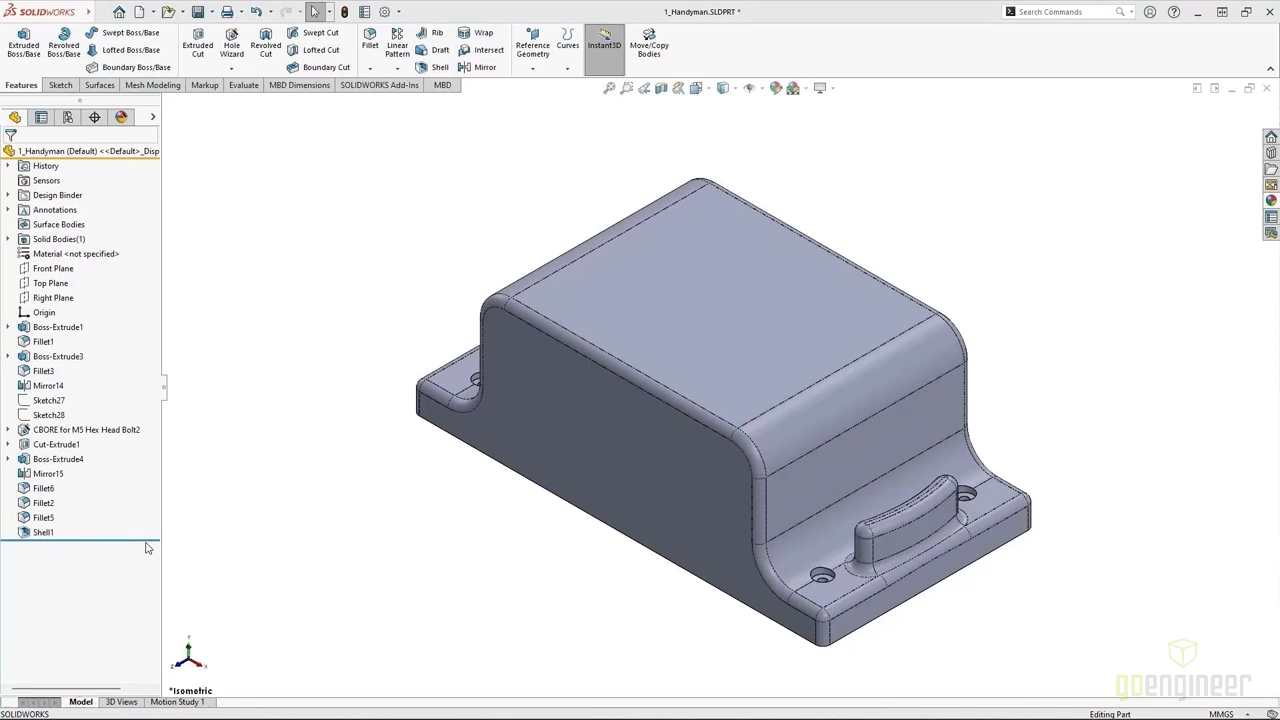 SOLIDWORKS
1_Handyman.SLDPRT *
Search Commands
Extruded Boss/Base
Revolved Boss/Base
Swept Boss/Base
Lofted Boss/Base
Boundary Boss/Base
Extruded Cut
Hole Wizard
Revolved Cut
Swept Cut
Lofted Cut
Boundary Cut
Fillet
Linear Pattern
Rib
Draft
Shell
Wrap
Intersect
Mirror
Reference Geometry
Curves
Instant3D
Move/Copy Bodies
Features
Sketch
Surfaces
Mesh Modeling
Markup
Evaluate
MBD Dimensions
SOLIDWORKS Add-Ins
MBD
1_Handyman (Default) <<Default>_Disp
History
Sensors
Design Binder
Annotations
Surface Bodies
Solid Bodies(1)
Material <not specified>
Front Plane
Top Plane
Right Plane
Origin
Boss-Extrude1
Fillet1
Boss-Extrude3
Fillet3
Mirror14
Sketch27
Sketch28
CBORE for M5 Hex Head Bolt2
Cut-Extrude1
Boss-Extrude4
Mirror15
Fillet6
Fillet2
Fillet5
Shell1
Y
Z
X
*Isometric
goengineer
Model
3D Views
Motion Study 1
SOLIDWORKS
Editing Part
MMGS